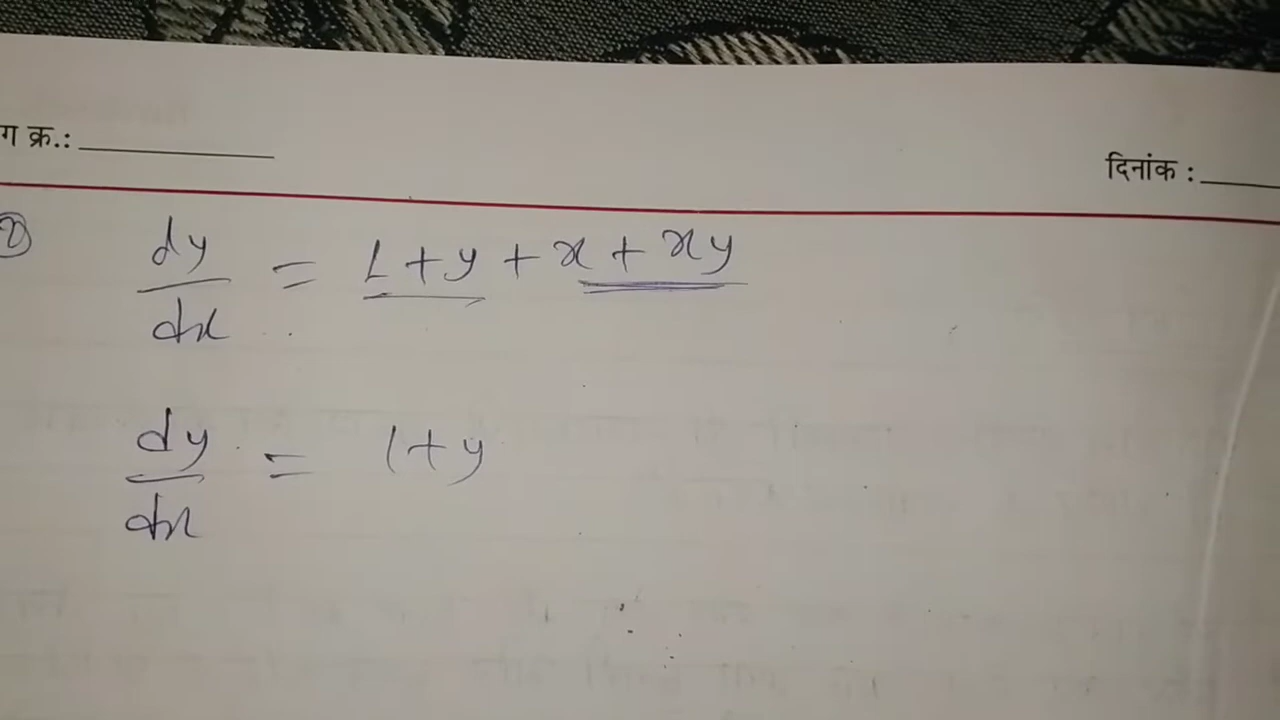 ग क्र.: दिनांक :
2 dy/dx = 1 + y + x + xy
dy/dx = 1 + y